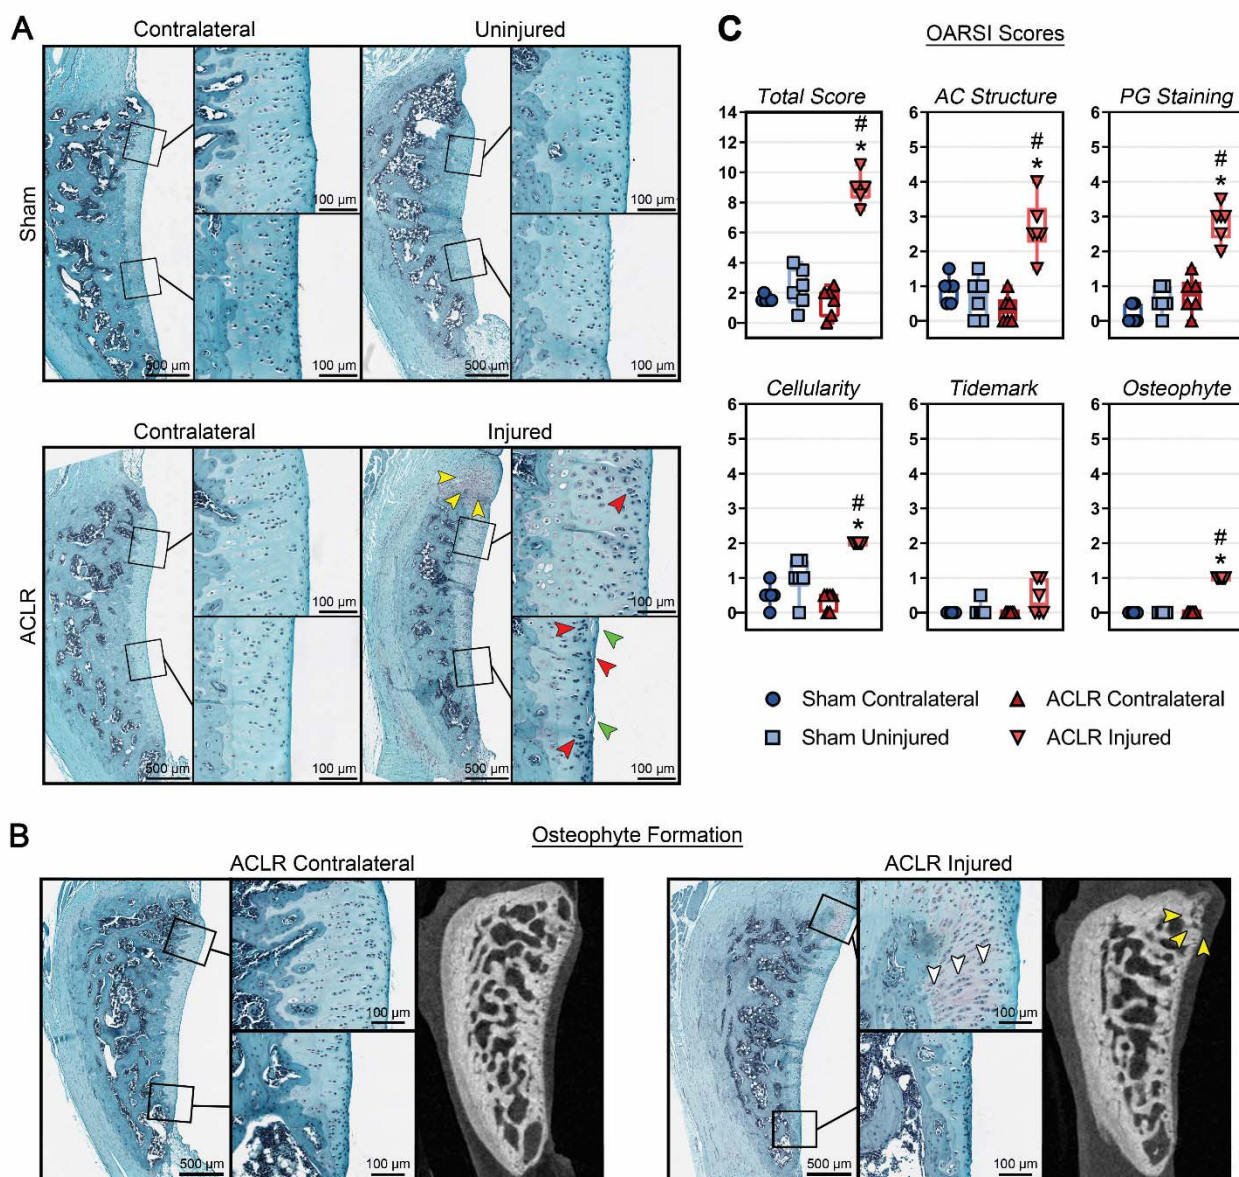 A
Contralateral
Uninjured
Sham
100 µm
100 µm
500 µm
100 µm
500 µm
100 µm
Contralateral
Injured
ACLR
100 µm
100 µm
500 µm
100 µm
500 µm
100 µm
B
Osteophyte Formation
ACLR Contralateral
ACLR Injured
100 µm
100 µm
500 µm
100 µm
500 µm
100 µm
C
OARSI Scores
Total Score
14
12
10
8
6
4
2
0
#
*
AC Structure
6
5
4
3
2
1
0
#
*
PG Staining
6
5
4
3
2
1
0
#
*
Cellularity
6
5
4
3
2
1
0
#
*
Tidemark
6
5
4
3
2
1
0
Osteophyte
6
5
4
3
2
1
0
#
*
Sham Contralateral
ACLR Contralateral
Sham Uninjured
ACLR Injured